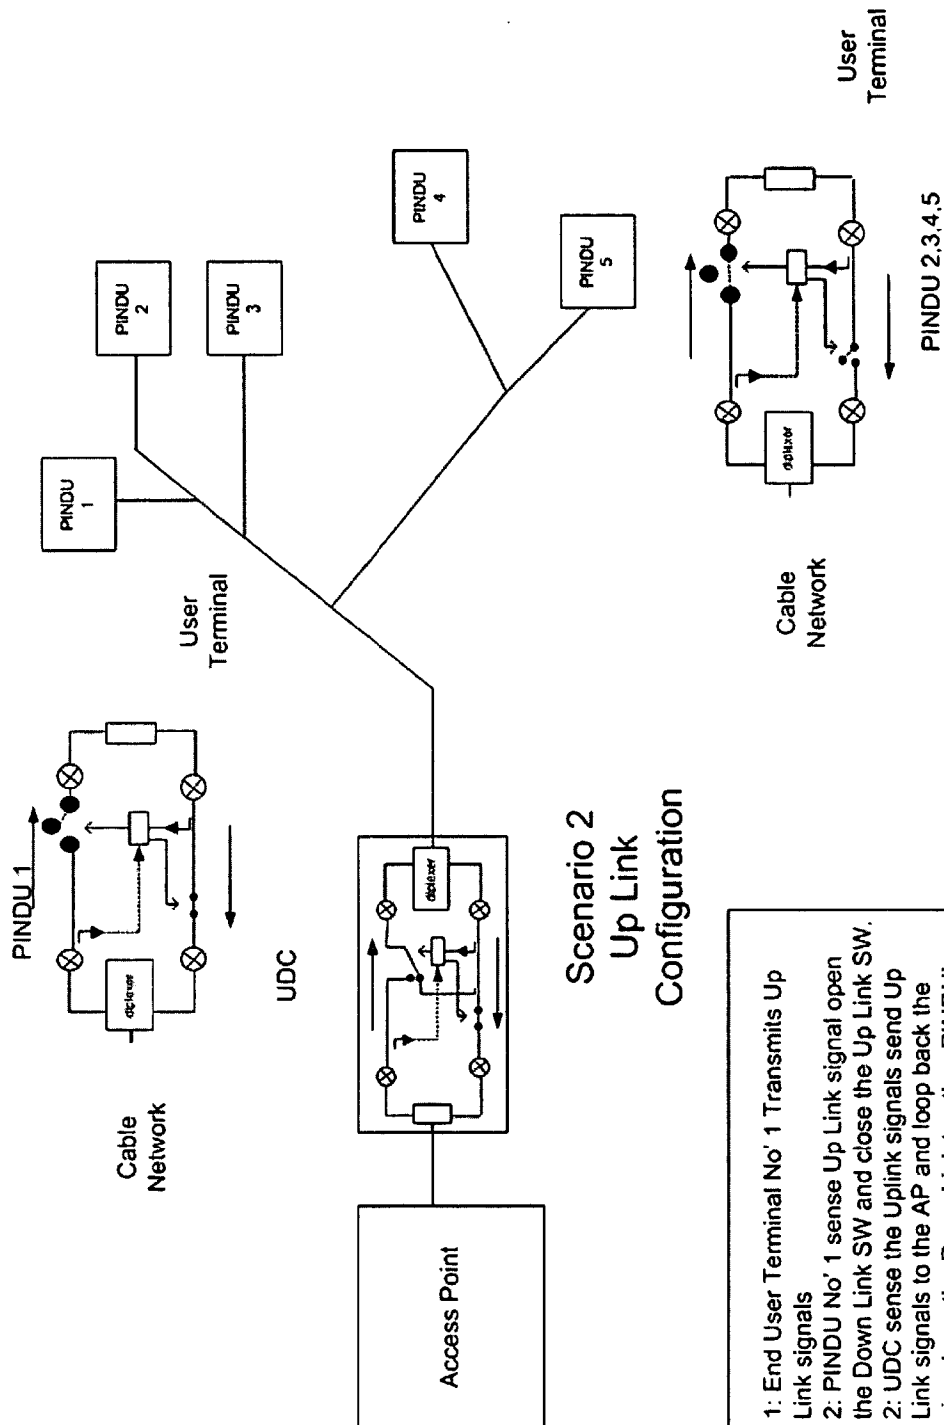 PINDU 1
User
Terminal
Cable
Network
diplexer
UDC
PINDU
1
PINDU
2
PINDU
3
PINDU
4
PINDU
5
Access Point
diplexer
Scenario 2
Up Link
Configuration
User
Terminal
Cable
Network
diplexer
PINDU 2,3,4,5
1: End User Terminal No' 1 Transmits Up
Link signals
2: PINDU No' 1 sense Up Link signal open
the Down Link SW and close the Up Link SW.
2: UDC sense the Uplink signals send Up
Link signals to the AP and loop back the